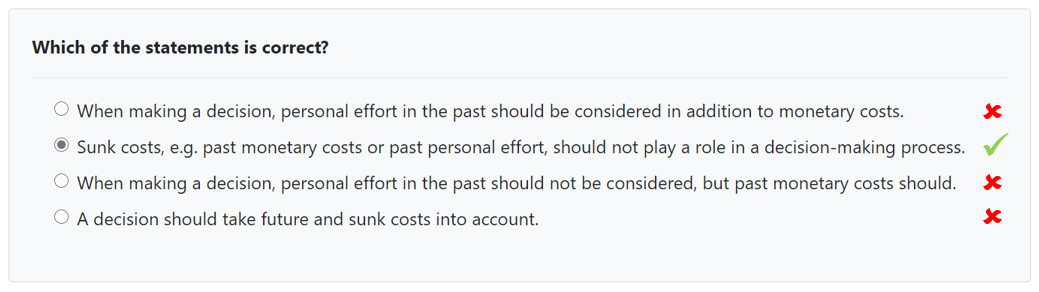 Which of the statements is correct?
When making a decision, personal effort in the past should be considered in addition to monetary costs.
Sunk costs, e.g. past monetary costs or past personal effort, should not play a role in a decision-making process.
When making a decision, personal effort in the past should not be considered, but past monetary costs should.
A decision should take future and sunk costs into account.